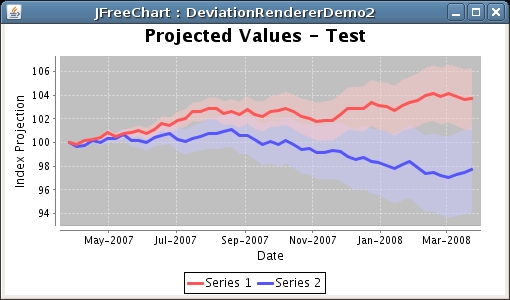 JFreeChart : DeviationRendererDemo2
Projected Values - Test
Index Projection
106
104
102
100
98
96
94
May-2007 Jul-2007 Sep-2007 Nov-2007 Jan-2008 Mar-2008
Date
Series 1 Series 2